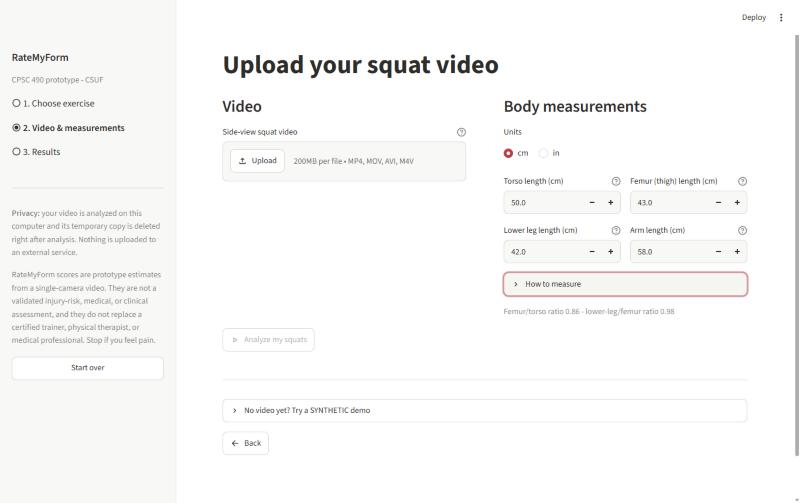 Deploy
RateMyForm
CPSC 490 prototype - CSUF
1. Choose exercise
2. Video & measurements
3. Results
Privacy: your video is analyzed on this
computer and its temporary copy is deleted
right after analysis. Nothing is uploaded to
an external service.
RateMyForm scores are prototype estimates
from a single-camera video. They are not a
validated injury-risk, medical, or clinical
assessment, and they do not replace a
certified trainer, physical therapist, or
medical professional. Stop if you feel pain.
Start over
Upload your squat video
Video
Side-view squat video
Upload
200MB per file • MP4, MOV, AVI, M4V
Body measurements
Units
cm
in
Torso length (cm)
Femur (thigh) length (cm)
50.0
43.0
Lower leg length (cm)
Arm length (cm)
42.0
58.0
How to measure
Femur/torso ratio 0.86 - lower-leg/femur ratio 0.98
Analyze my squats
No video yet? Try a SYNTHETIC demo
Back